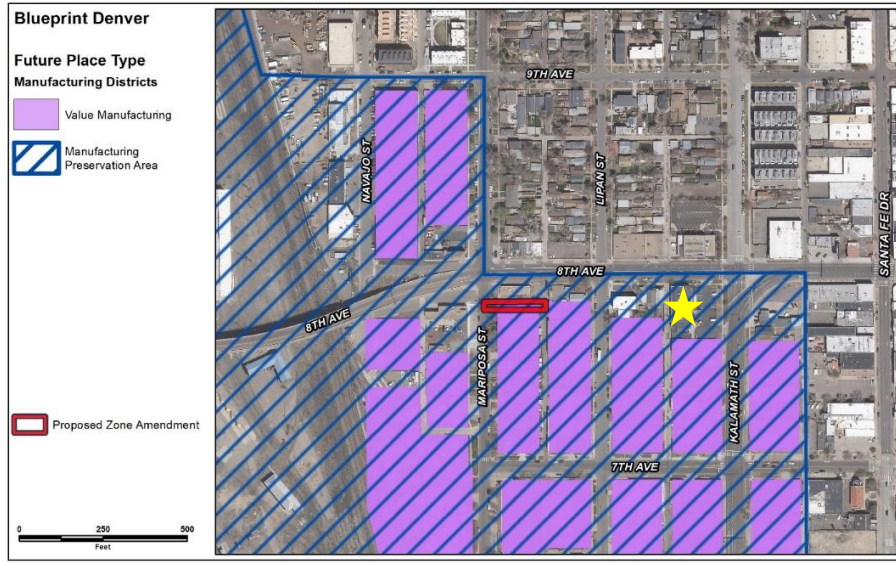 Blueprint Denver
Future Place Type
Manufacturing Districts
Value Manufacturing
Manufacturing
Preservation Area
Proposed Zone Amendment
0 250 500
Feet
9TH AVE
NAVAJO ST
LIPAN ST
SANTA FE DR
8TH AVE
8TH AVE
MARIPOSA ST
KALAMATH ST
7TH AVE